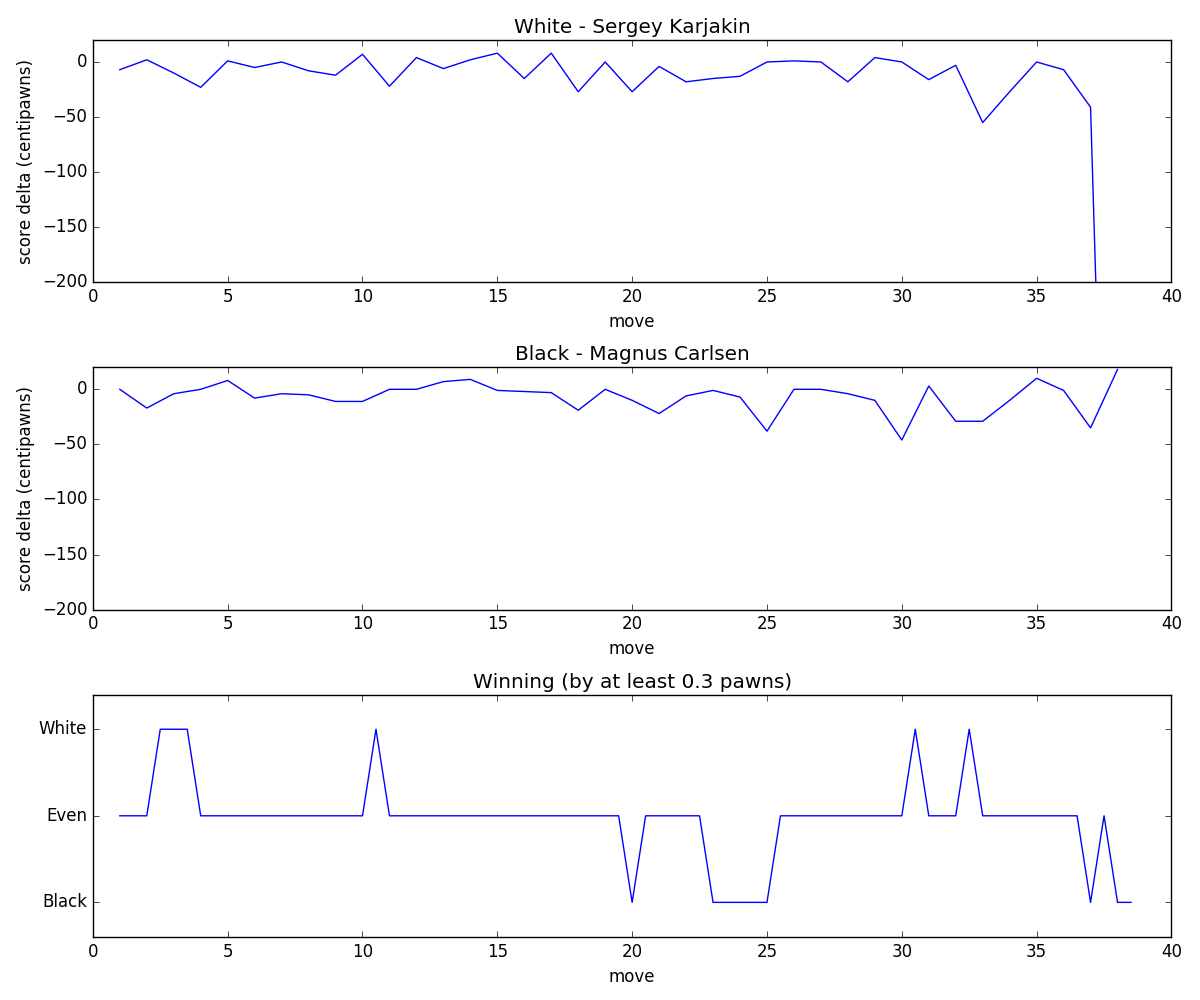 White - Sergey Karjakin
score delta (centipawns)
0
−50
−100
−150
−200
0 5 10 15 20 25 30 35 40
move
Black - Magnus Carlsen
score delta (centipawns)
0
−50
−100
−150
−200
0 5 10 15 20 25 30 35 40
move
Winning (by at least 0.3 pawns)
White
Even
Black
0 5 10 15 20 25 30 35 40
move